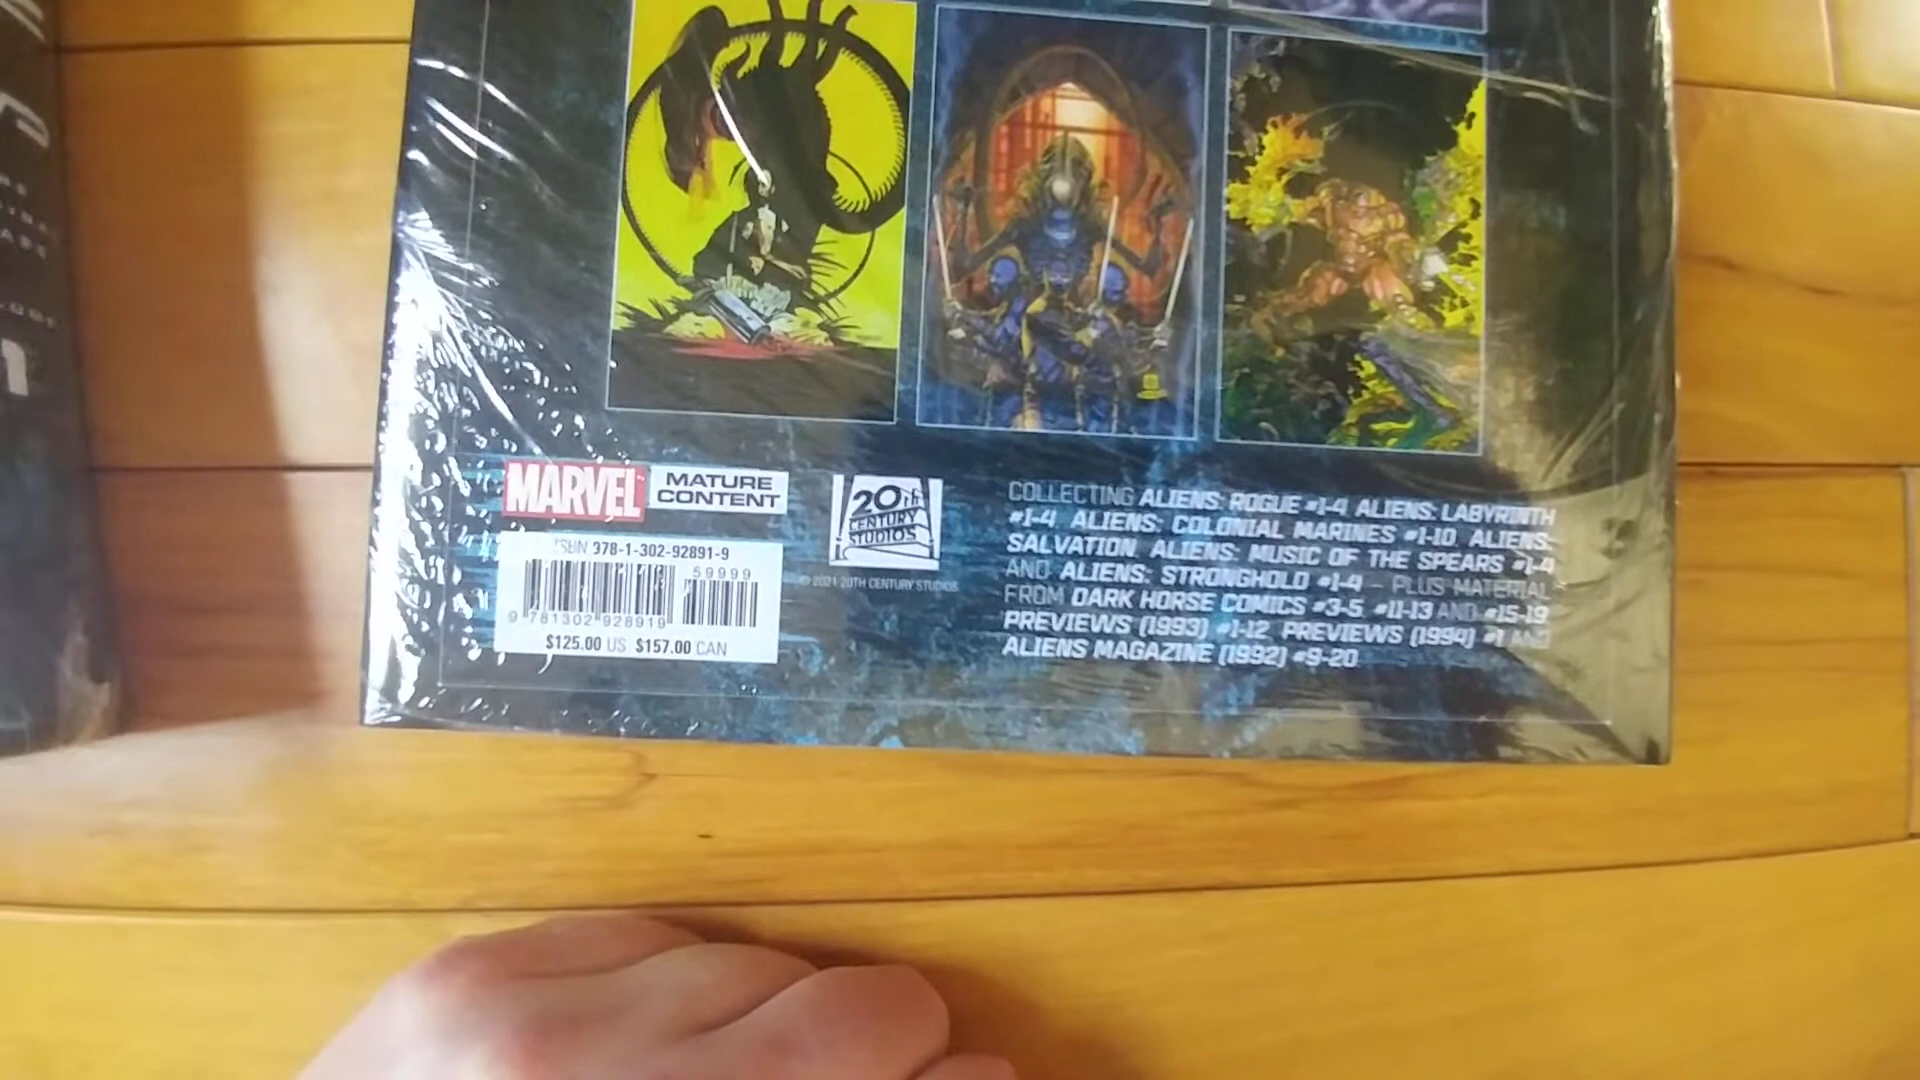 1
MARVEL
MATURE
CONTENT
20th
CENTURY
STUDIOS
© 2021 20TH CENTURY STUDIOS
ISBN 978-1-302-92891-9
59999
9 781302 928919
$125.00 US $157.00 CAN
COLLECTING ALIENS: ROGUE #1-4 ALIENS: LABYRINTH
#1-4 ALIENS: COLONIAL MARINES #1-10 ALIENS:
SALVATION ALIENS: MUSIC OF THE SPEARS #1-4
AND ALIENS: STRONGHOLD #1-4 — PLUS MATERIAL
FROM DARK HORSE COMICS #3-5 #11-13 AND #15-19
PREVIEWS (1993) #1-12 PREVIEWS (1994) #1 AND
ALIENS MAGAZINE (1992) #9-20